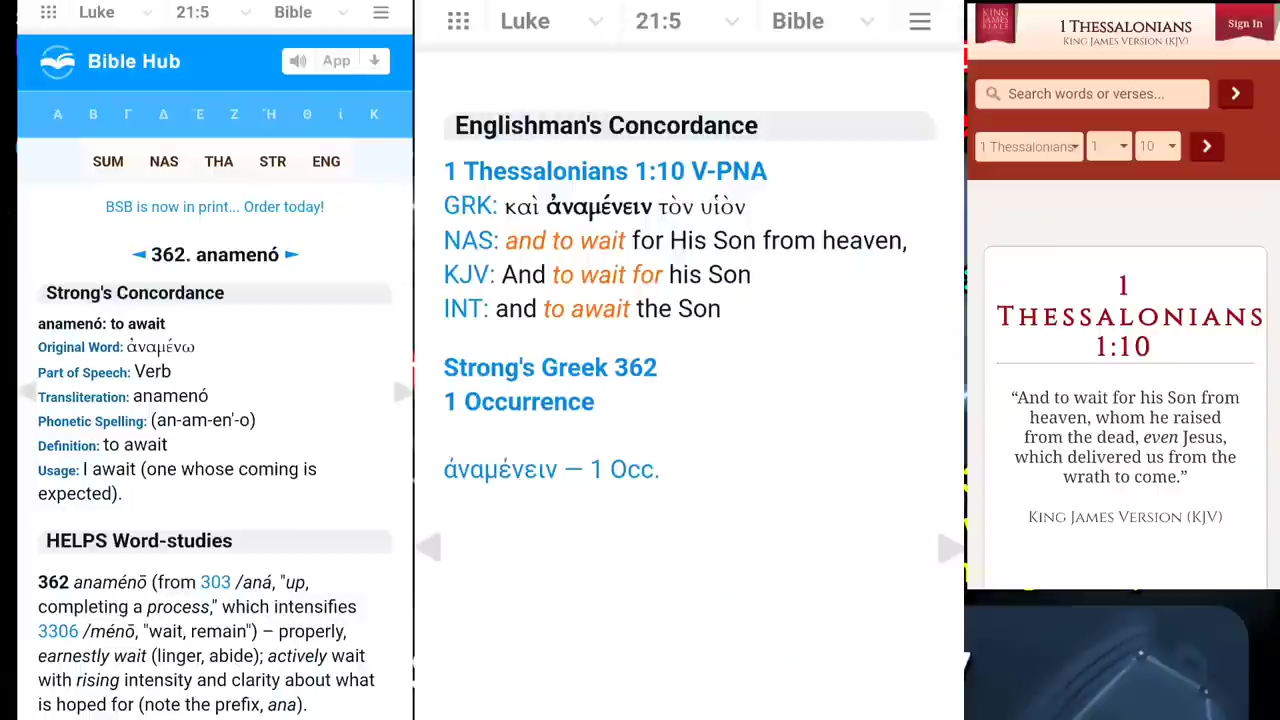 Luke 21:5 Bible
Bible Hub
App
Α Β Γ Δ Ἐ Ζ Ἡ Θ ἰ Κ
SUM NAS THA STR ENG
BSB is now in print... Order today!
◄ 362. anamenó ►
Strong's Concordance
anamenó: to await
Original Word: ἀναμένω
Part of Speech: Verb
Transliteration: anamenó
Phonetic Spelling: (an-am-en'-o)
Definition: to await
Usage: I await (one whose coming is
expected).
HELPS Word-studies
362 anaménō (from 303 /aná, "up,
completing a process," which intensifies
3306 /ménō, "wait, remain") – properly,
earnestly wait (linger, abide); actively wait
with rising intensity and clarity about what
is hoped for (note the prefix, ana).
Luke 21:5 Bible
Englishman's Concordance
1 Thessalonians 1:10 V-PNA
GRK: καὶ ἀναμένειν τὸν υἱὸν
NAS: and to wait for His Son from heaven,
KJV: And to wait for his Son
INT: and to await the Son
Strong's Greek 362
1 Occurrence
ἀναμένειν — 1 Occ.
KING JAMES BIBLE
1 Thessalonians
King James Version (KJV)
Sign In
Search words or verses...
1 Thessalonians 1 10
1
Thessalonians
1:10
“And to wait for his Son from
heaven, whom he raised
from the dead, even Jesus,
which delivered us from the
wrath to come.”
King James Version (KJV)